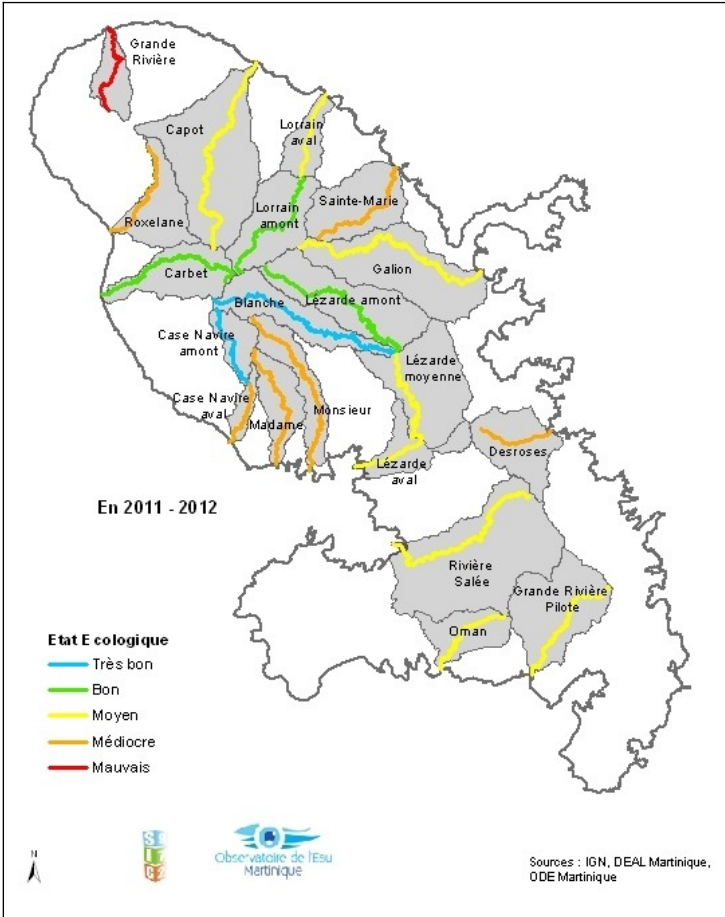 Grande
Rivière
Capot
Lorrain
aval
Sainte-Marie
Lorrain
amont
Roxelane
Galion
Carbet
Blanche
Lézarde amont
Case Navire
amont
Lézarde
moyenne
Case Navire
aval
Madame
Monsieur
Desroses
Lézarde
aval
En 2011 - 2012
Rivière
Salée
Grande Rivière
Pilote
Oman
Etat Ecologique
Très bon
Bon
Moyen
Médiocre
Mauvais
N
Observatoire de l'Eau
Martinique
Sources : IGN, DEAL Martinique,
ODE Martinique